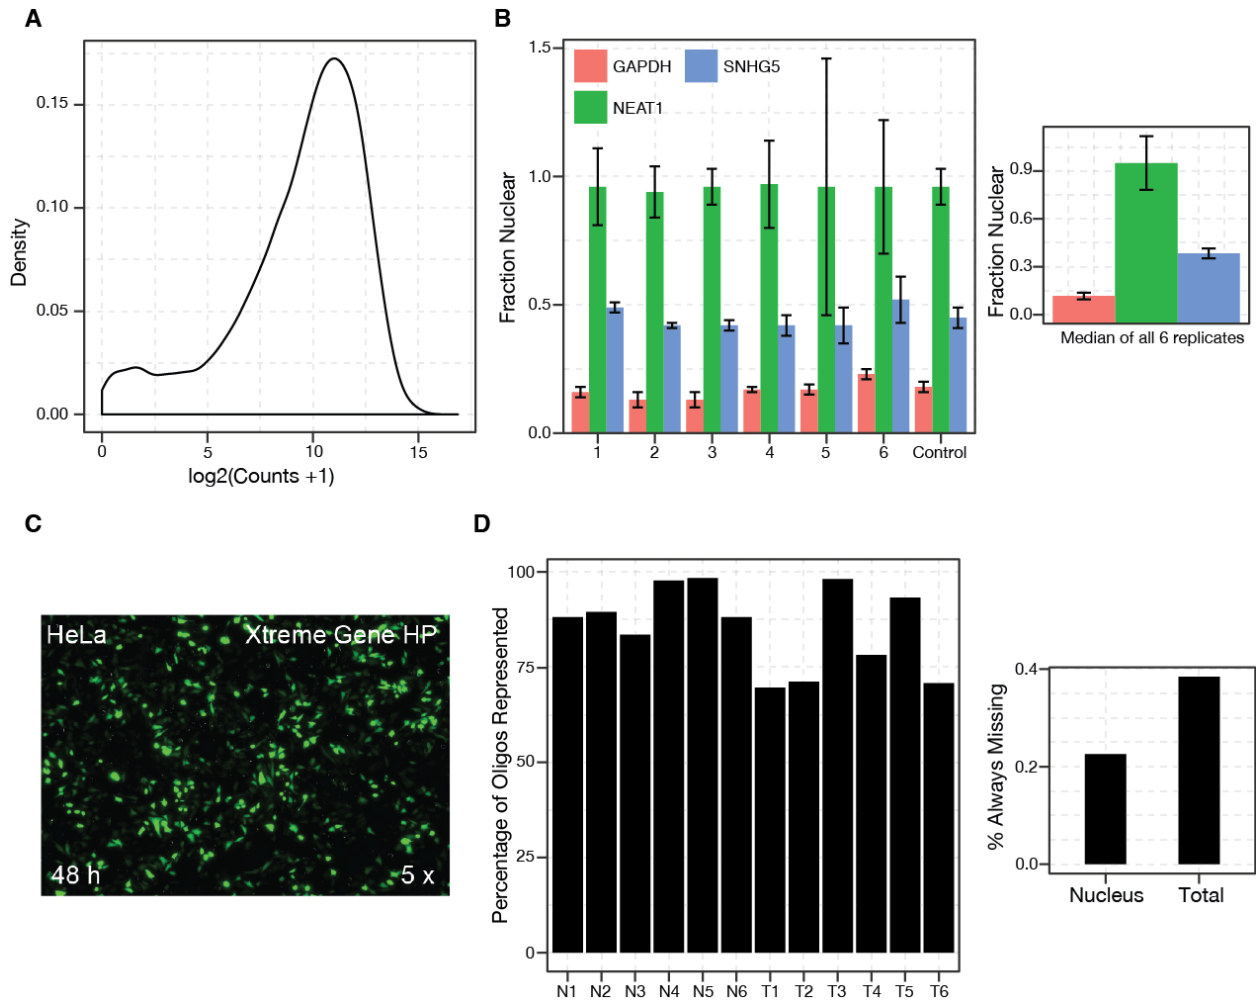 A
Density
0.15
0.10
0.05
0.00
0 5 10 15
log2(Counts +1)
B
Fraction Nuclear
1.5
1.0
0.5
0.0
GAPDH SNHG5
NEAT1
1 2 3 4 5 6 Control
Fraction Nuclear
0.9
0.6
0.3
0.0
Median of all 6 replicates
C
HeLa Xtreme Gene HP
48 h 5 x
D
Percentage of Oligos Represented
100
75
50
25
0
N1 N2 N3 N4 N5 N6 T1 T2 T3 T4 T5 T6
% Always Missing
0.4
0.2
0.0
Nucleus Total